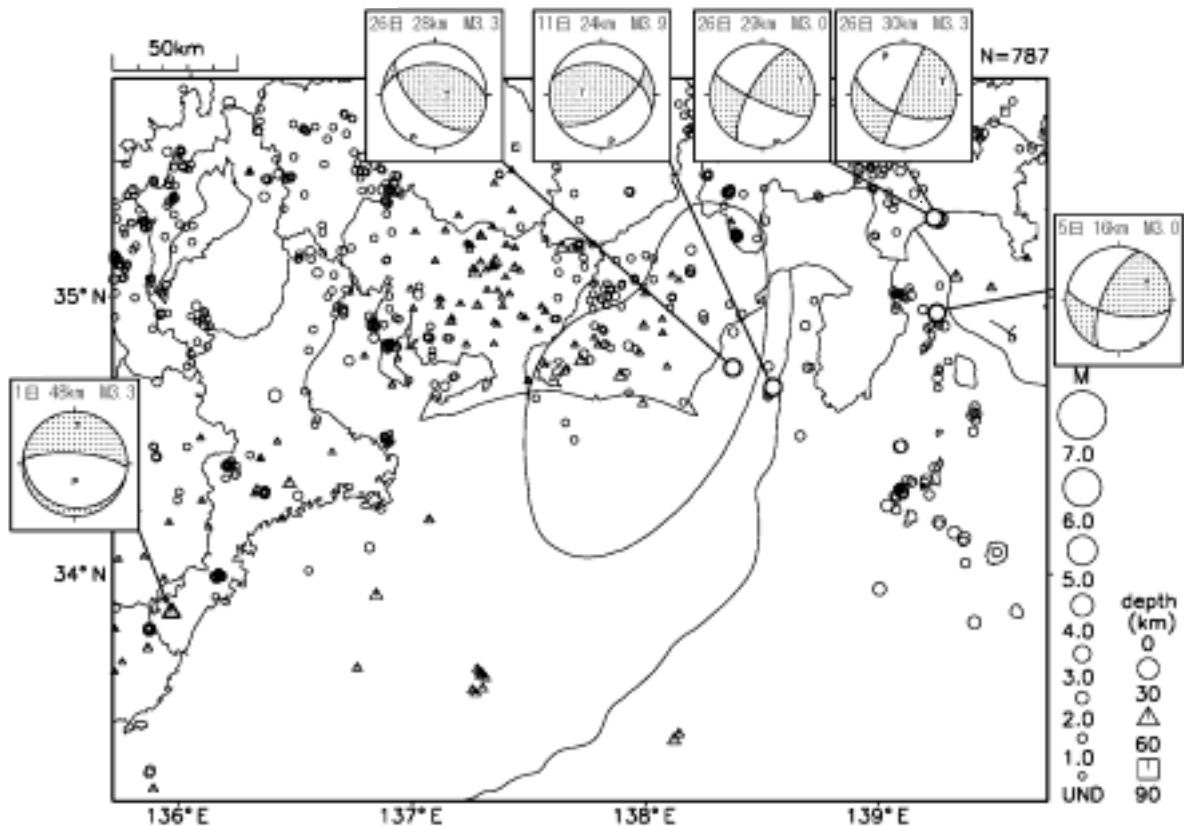 26日 28km M3.3
11日 24km M3.9
26日 29km M3.0
26日 30km M3.3
50km
N=787
P
T
T
P
T
P
P
T
5日 16km M3.0
T
35°N
1日 48km M3.3
T
P
M
7.0
6.0
5.0
4.0
3.0
2.0
1.0
UND
34°N
depth
(km)
0
30
60
90
136°E
137°E
138°E
139°E